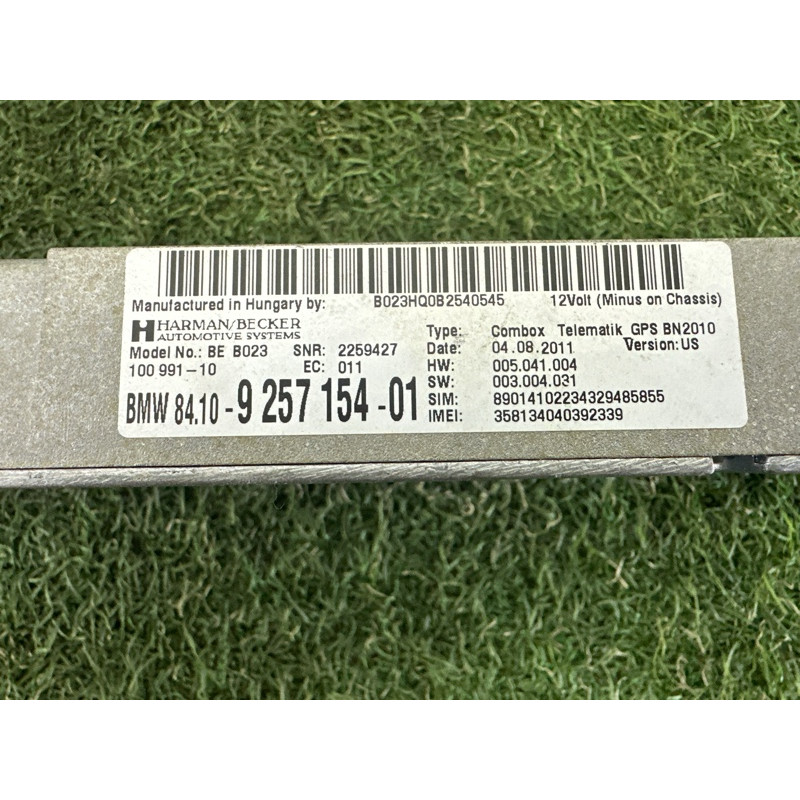 B023HQ0B2540545
Manufactured in Hungary by:
12Volt (Minus on Chassis)
HARMAN/BECKER
AUTOMOTIVE SYSTEMS
Model No.: BE B023 SNR: 2259427
100 991-10 EC: 011
BMW 84.10 - 9 257 154 - 01
Type: Combox Telematik GPS BN2010
Date: 04.08.2011 Version: US
HW: 005.041.004
SW: 003.004.031
SIM: 89014102234329485855
IMEI: 358134040392339